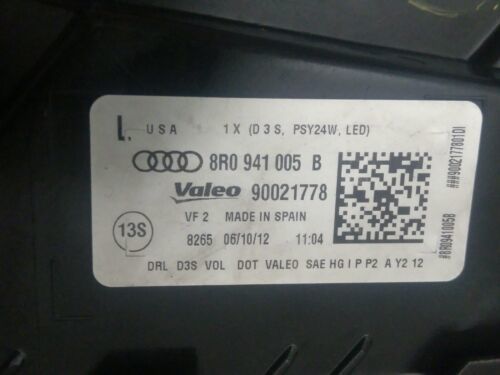 L. USA 1 X (D3S, PSY24W, LED)
8R0 941 005 B
Valeo 90021778
VF 2 MADE IN SPAIN
13S
8265 06/10/12 11:04
DRL D3S VOL DOT VALEO SAE HG I P P2 A Y2 12
###90021778010I
#8R0941005B